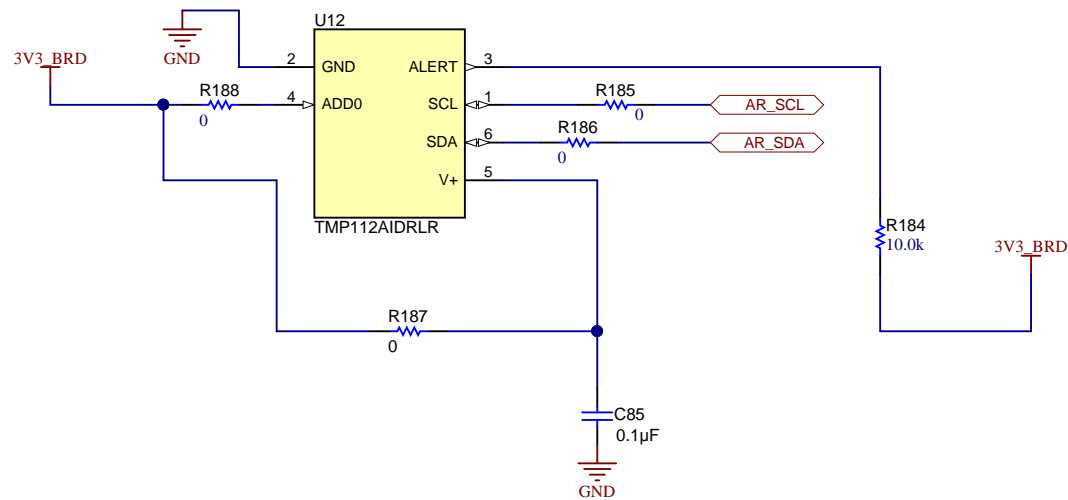 U12
3V3_BRD
GND
2
GND
ALERT
3
R188
0
4
ADD0
SCL
1
R185
0
AR_SCL
SDA
6
R186
0
AR_SDA
V+
5
TMP112AIDRLR
R184
10.0k
3V3_BRD
R187
0
C85
0.1µF
GND